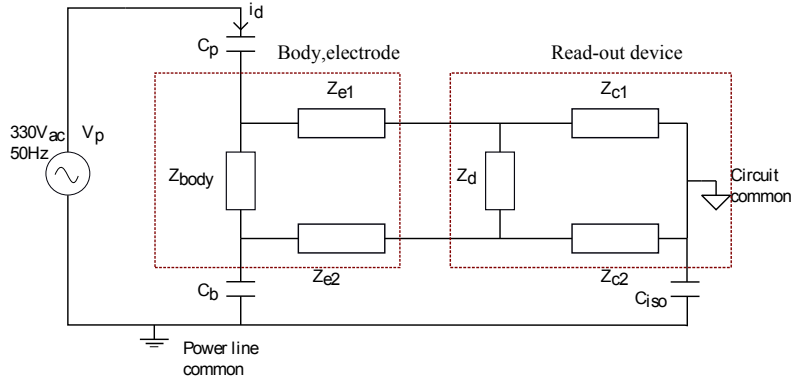 id
Cp
Body,electrode
Read-out device
Ze1
Zc1
330Vac
50Hz
Vp
Zbody
Zd
Circuit
common
Ze2
Zc2
Cb
Ciso
Power line
common